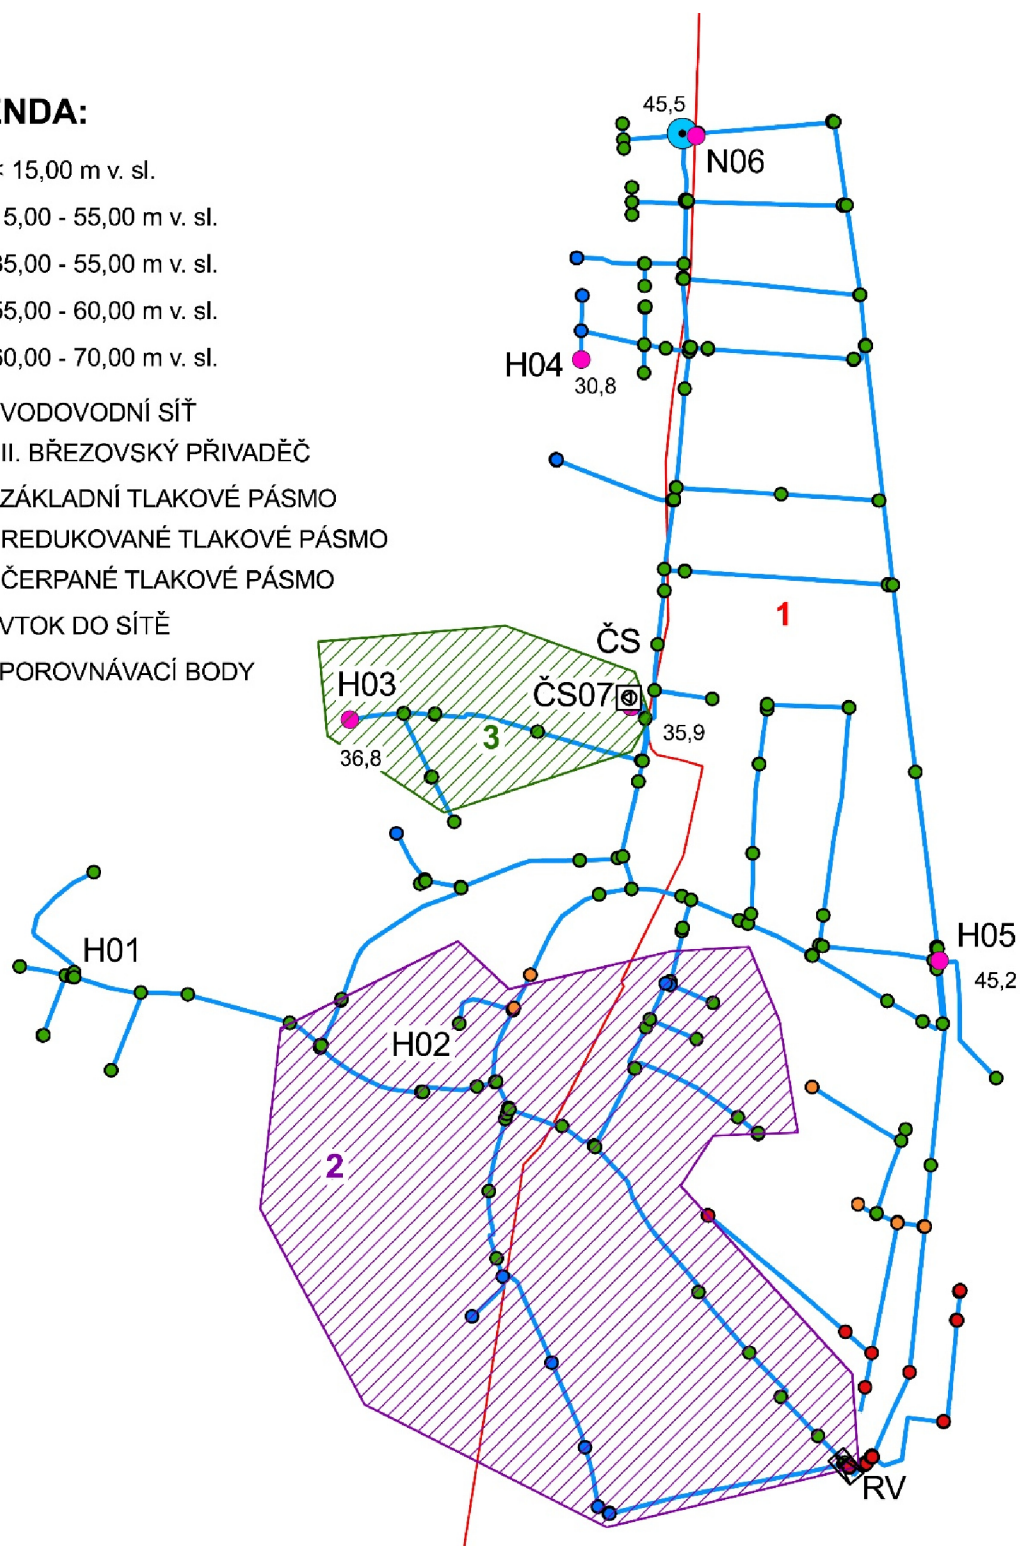 ENDA:
< 15,00 m v. sl.
5,00 - 55,00 m v. sl.
35,00 - 55,00 m v. sl.
55,00 - 60,00 m v. sl.
60,00 - 70,00 m v. sl.
VODOVODNÍ SÍŤ
II. BŘEZOVSKÝ PŘIVADĚČ
ZÁKLADNÍ TLAKOVÉ PÁSMO
REDUKOVANÉ TLAKOVÉ PÁSMO
ČERPANÉ TLAKOVÉ PÁSMO
VTOK DO SÍTĚ
POROVNÁVACÍ BODY
45,5
N06
H04
30,8
1
ČS
H03
ČS07
36,8
3
35,9
H01
H05
45,2
H02
2
RV